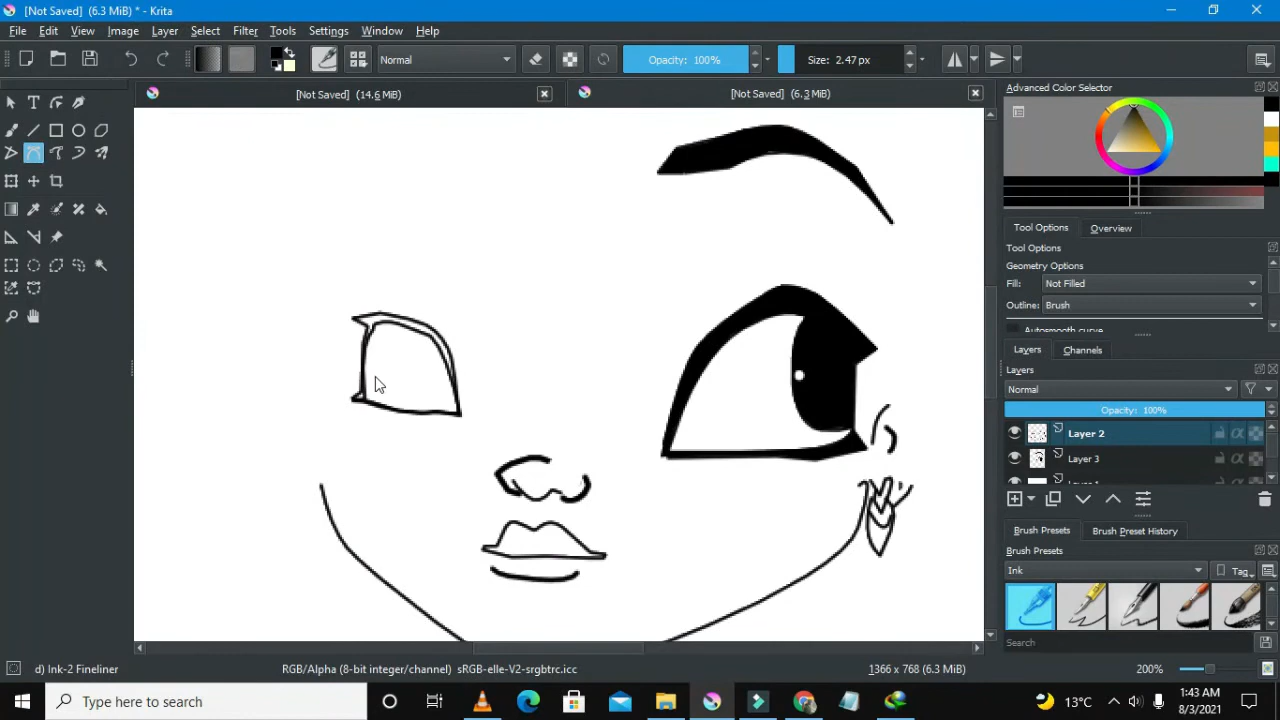 [Not Saved] (6.3 MiB) * - Krita
File Edit View Image Layer Select Filter Tools Settings Window Help
Normal Opacity: 100% Size: 2.47 px
[Not Saved] (14.6 MiB) [Not Saved] (6.3 MiB)
Advanced Color Selector
Tool Options Overview
Tool Options
Geometry Options
Fill: Not Filled
Outline: Brush
Autosmooth curve
Layers Channels
Layers
Normal
Opacity: 100%
Layer 2
Layer 3
Layer 1
Brush Presets Brush Preset History
Brush Presets
Ink Tag
Search
d) Ink-2 Fineliner RGB/Alpha (8-bit integer/channel) sRGB-elle-V2-srgbtrc.icc 1366 x 768 (6.3 MiB) 200%
Type here to search 13°C 1:43 AM
8/3/2021